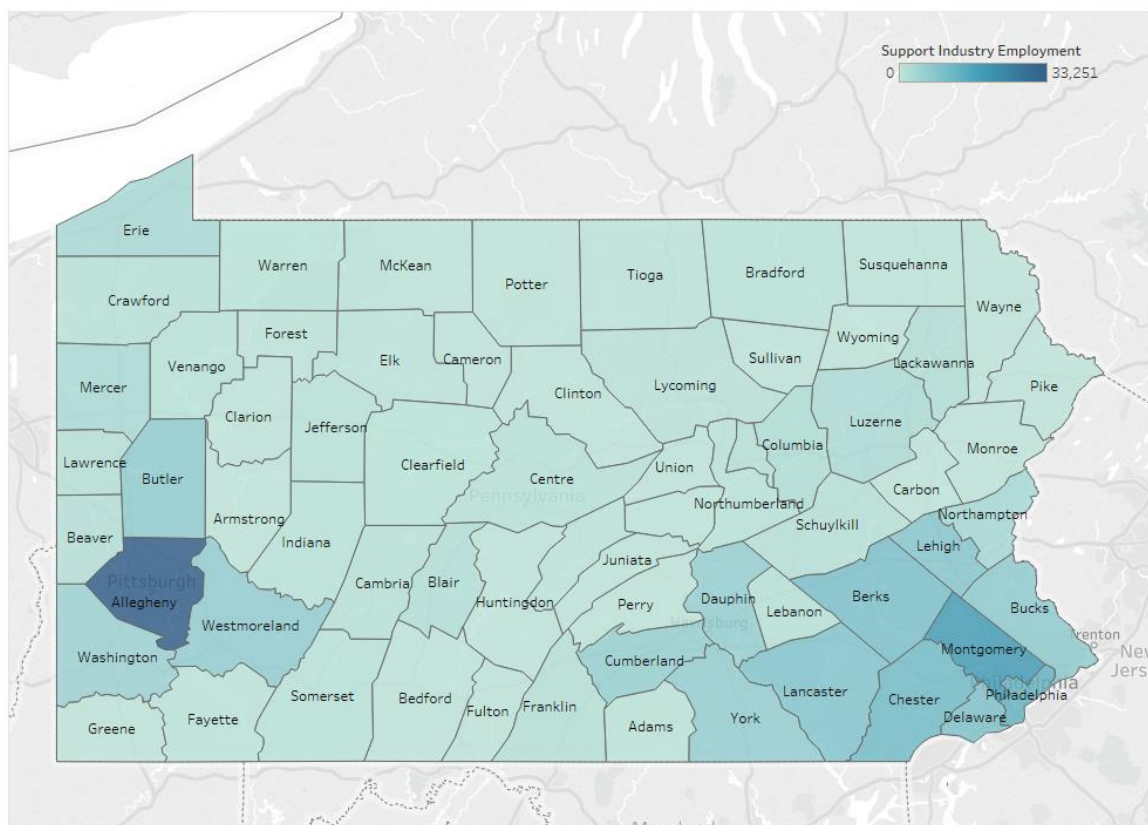 Support Industry Employment
0 33,251
Erie
Warren
McKean
Potter
Tioga
Bradford
Susquehanna
Wayne
Crawford
Forest
Venango
Elk
Cameron
Sullivan
Wyoming
Lackawanna
Pike
Mercer
Clarion
Jefferson
Clinton
Lycoming
Luzerne
Columbia
Monroe
Lawrence
Butler
Clearfield
Centre
Pennsylvania
Union
Northumberland
Carbon
Northampton
Beaver
Armstrong
Indiana
Schuylkill
Lehigh
Pittsburgh
Allegheny
Cambria
Blair
Huntingdon
Juniata
Perry
Dauphin
Harrisburg
Lebanon
Berks
Bucks
Westmoreland
Trenton
Washington
Cumberland
Montgomery
New
Jers
Philadelphia
Philadelphia
Somerset
Bedford
Fulton
Franklin
Lancaster
Chester
Delaware
Greene
Fayette
Adams
York